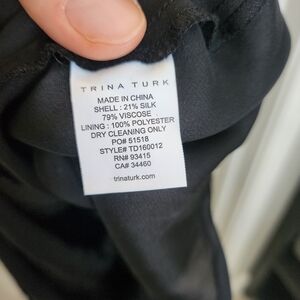 TRINA TURK
MADE IN CHINA
SHELL : 21% SILK
79% VISCOSE
LINING : 100% POLYESTER
DRY CLEANING ONLY
PO# 51518
STYLE# TD160012
RN# 93415
CA# 34460
trinaturk.com